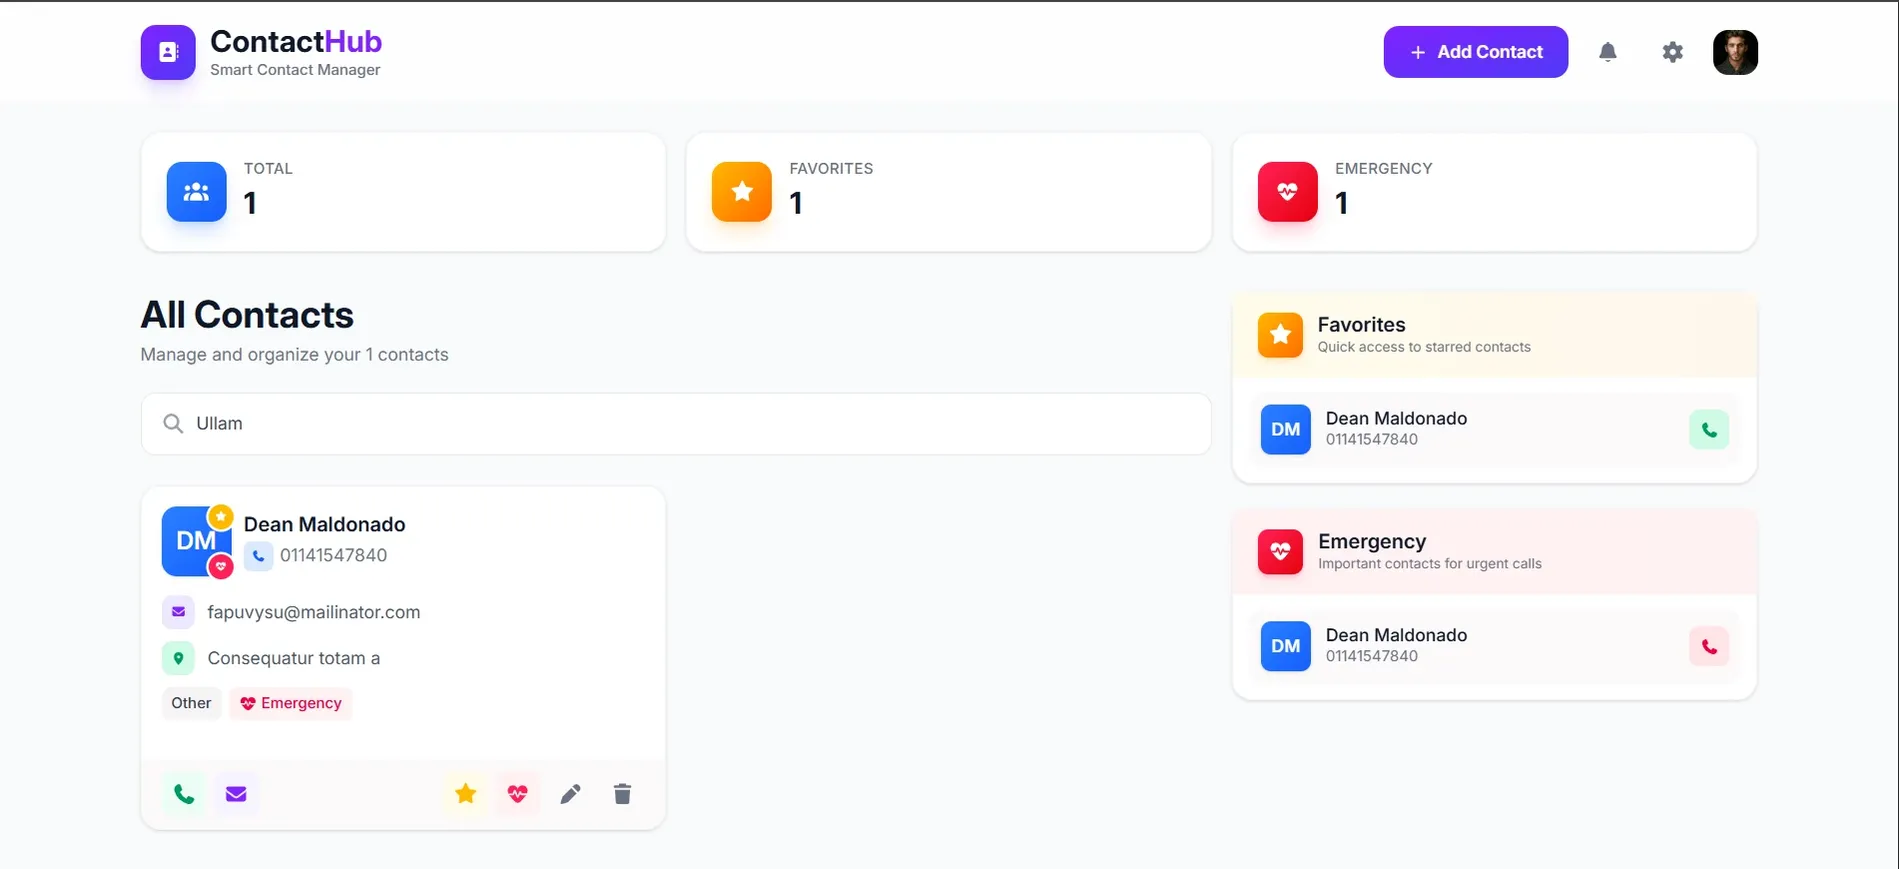 ContactHub
Smart Contact Manager
Add Contact
TOTAL
1
FAVORITES
1
EMERGENCY
1
All Contacts
Manage and organize your 1 contacts
Ullam
DM
Dean Maldonado
01141547840
fapuvysu@mailinator.com
Consequatur totam a
Other
Emergency
Favorites
Quick access to starred contacts
DM
Dean Maldonado
01141547840
Emergency
Important contacts for urgent calls
DM
Dean Maldonado
01141547840